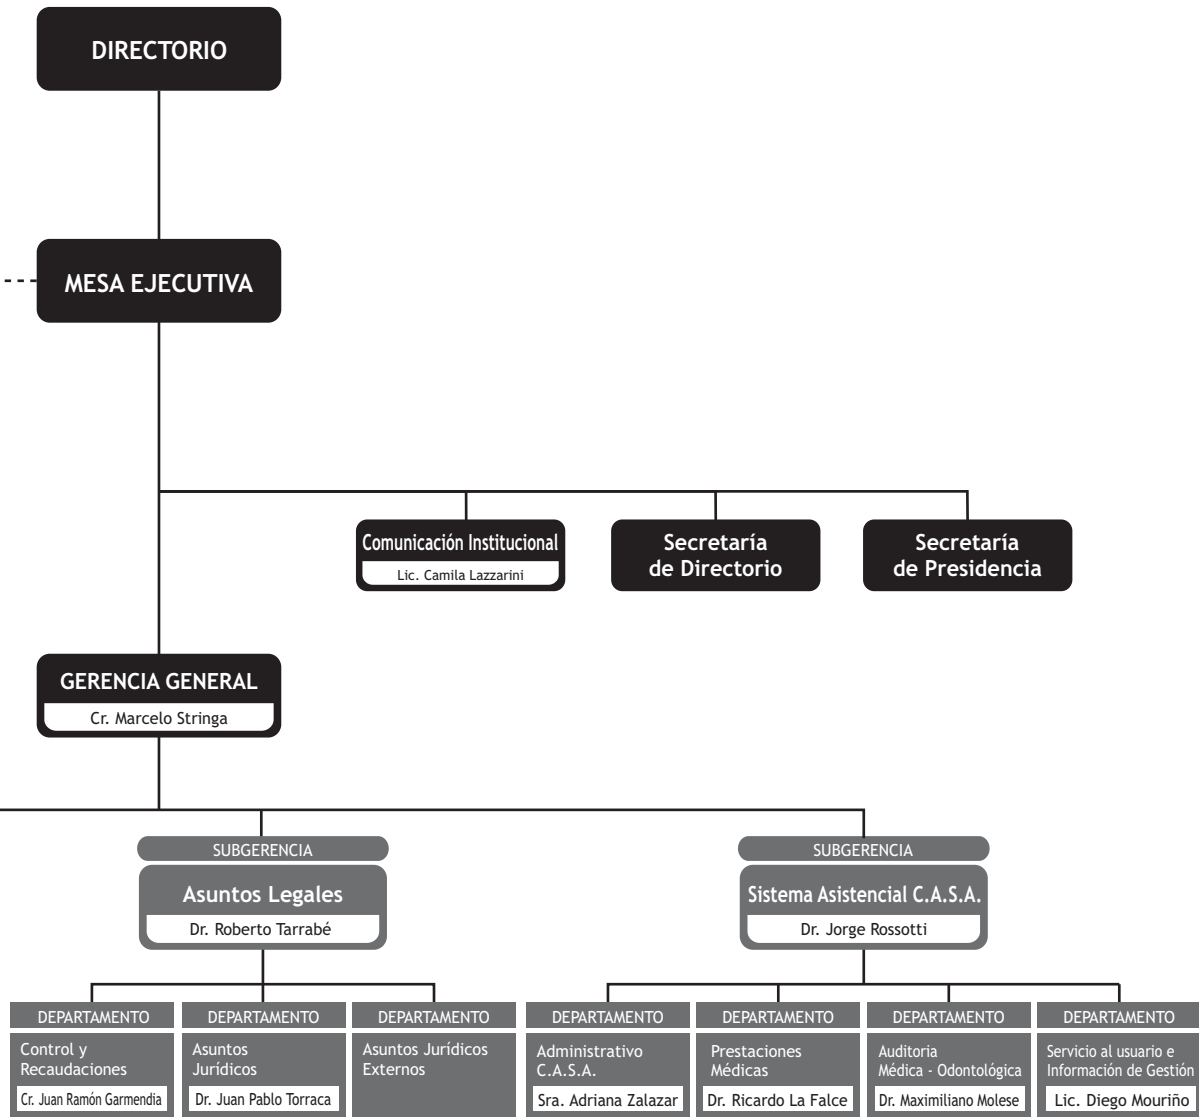 DIRECTORIO
MESA EJECUTIVA
Comunicación Institucional
Lic. Camila Lazzarini
Secretaría
de Directorio
Secretaría
de Presidencia
GERENCIA GENERAL
Cr. Marcelo Stringa
SUBGERENCIA
Asuntos Legales
Dr. Roberto Tarrabé
SUBGERENCIA
Sistema Asistencial C.A.S.A.
Dr. Jorge Rossotti
DEPARTAMENTO
Control y
Recaudaciones
Cr. Juan Ramón Garmendia
DEPARTAMENTO
Asuntos
Jurídicos
Dr. Juan Pablo Torraca
DEPARTAMENTO
Asuntos Jurídicos
Externos
DEPARTAMENTO
Administrativo
C.A.S.A.
Sra. Adriana Zalazar
DEPARTAMENTO
Prestaciones
Médicas
Dr. Ricardo La Falce
DEPARTAMENTO
Auditoria
Médica - Odontológica
Dr. Maximiliano Molese
DEPARTAMENTO
Servicio al usuario e
Información de Gestión
Lic. Diego Mouriño